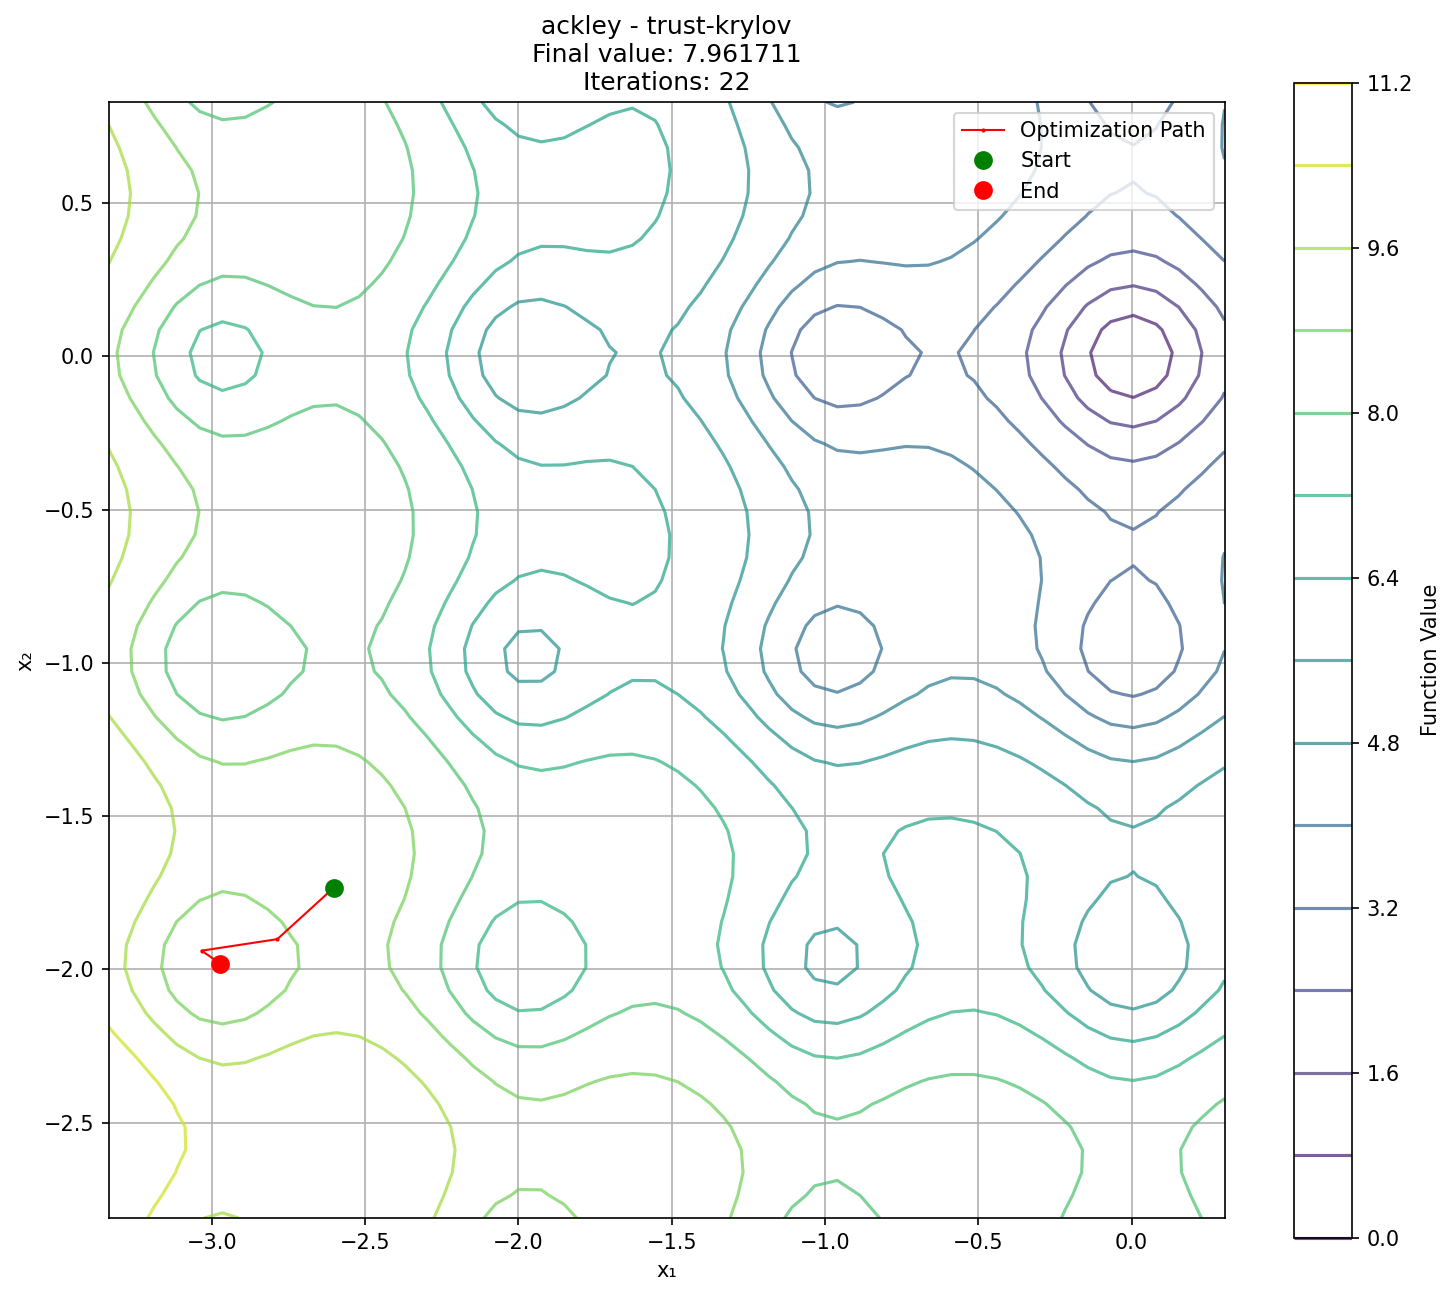 ackley - trust-krylov
Final value: 7.961711
Iterations: 22
Optimization Path
Start
End
0.5
0.0
−0.5
−1.0
−1.5
−2.0
−2.5
x₂
−3.0
−2.5
−2.0
−1.5
−1.0
−0.5
0.0
x₁
11.2
9.6
8.0
6.4
4.8
3.2
1.6
0.0
Function Value